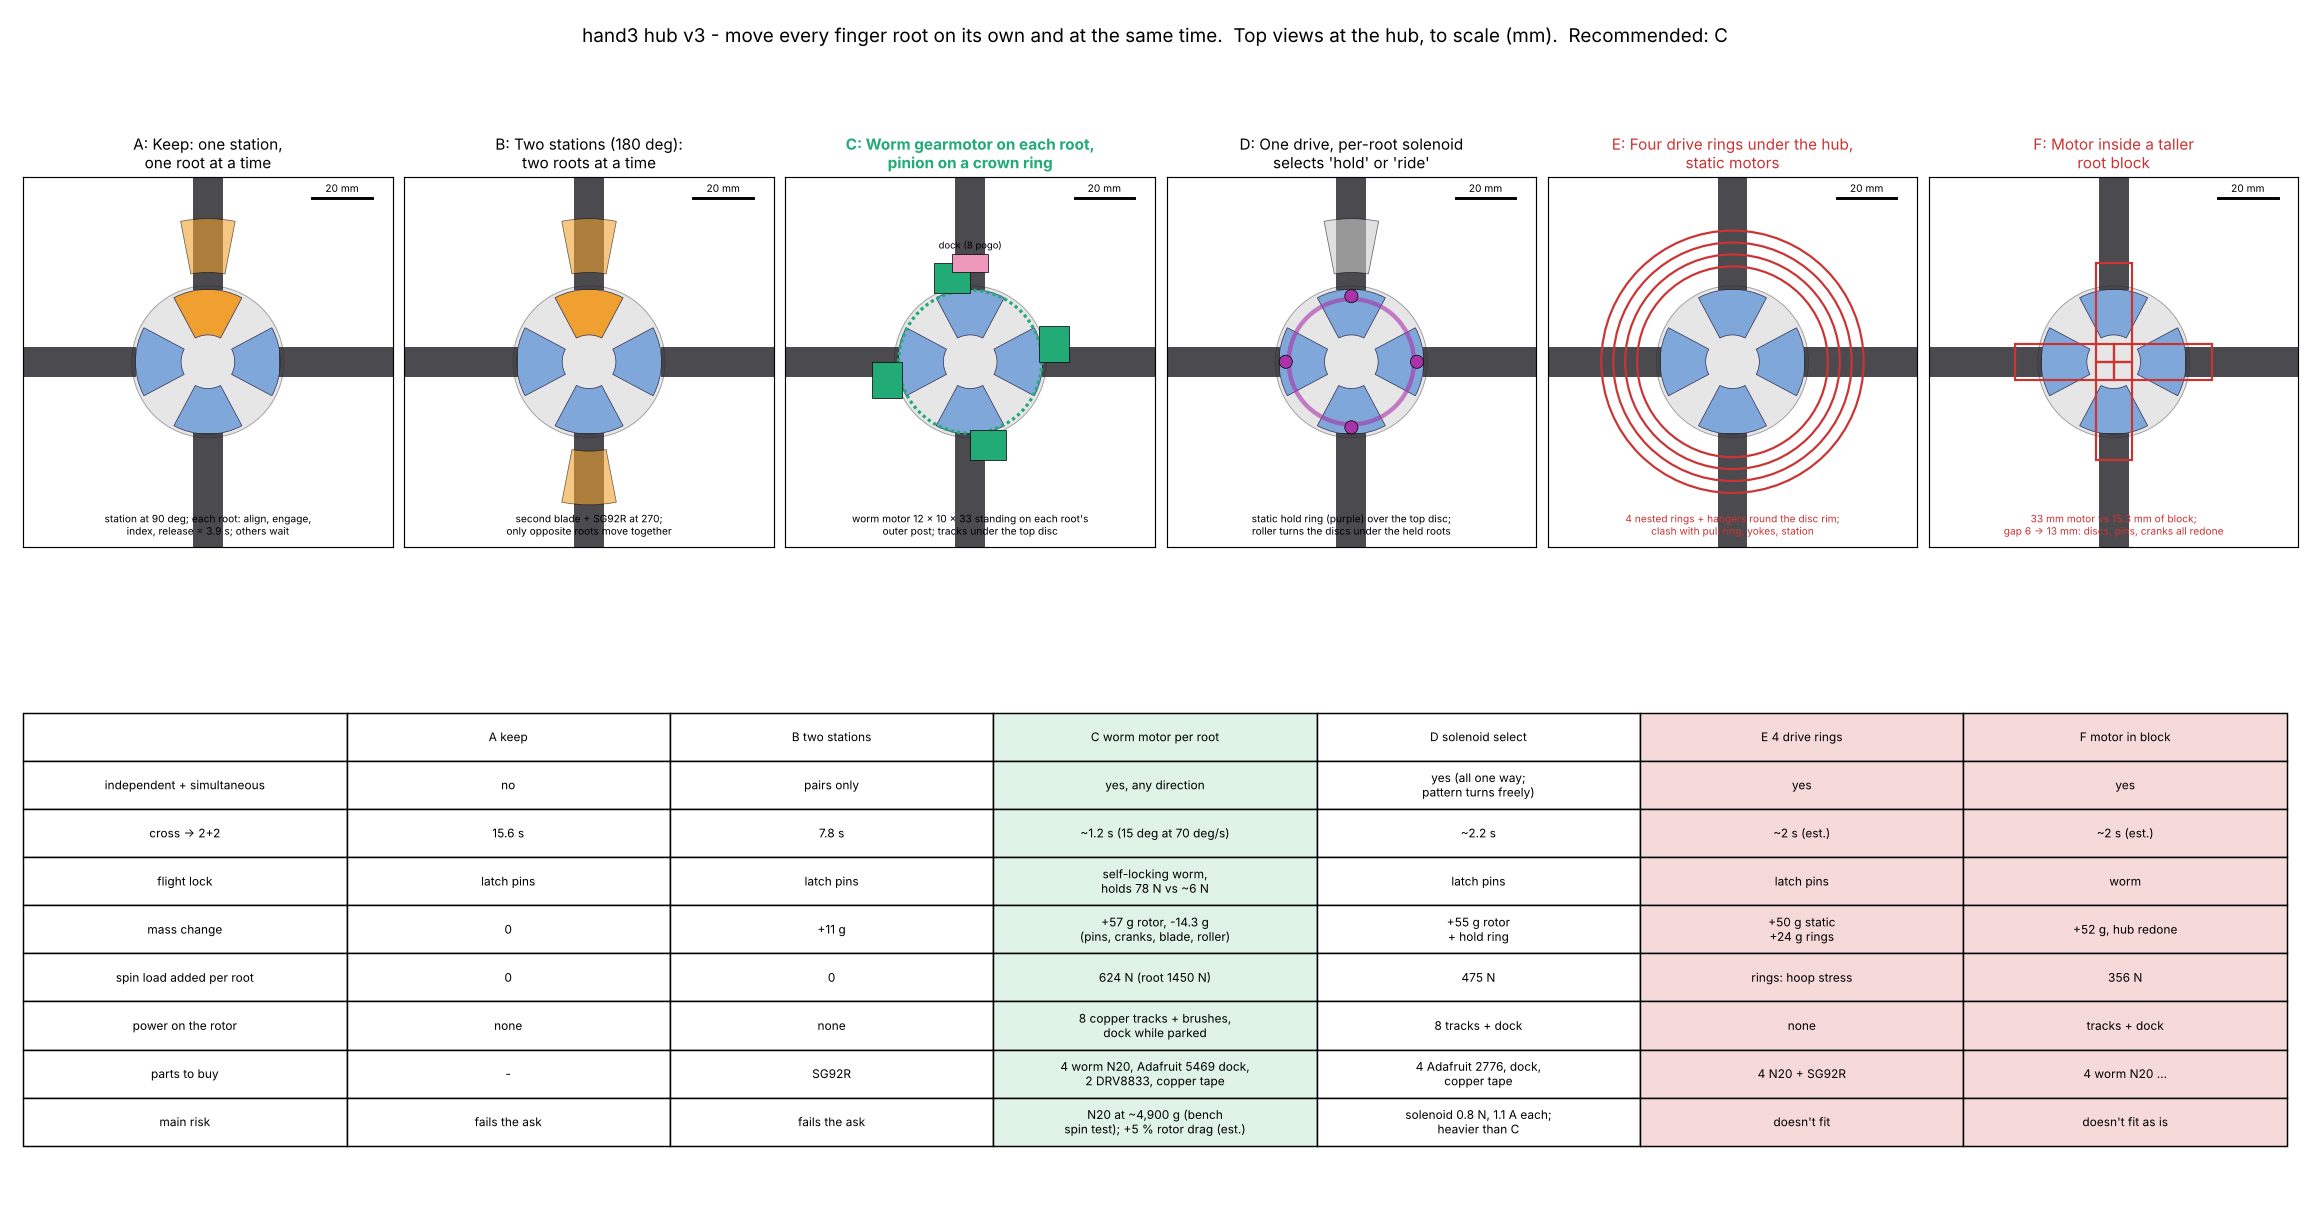 hand3 hub v3 - move every finger root on its own and at the same time.  Top views at the hub, to scale (mm).  Recommended: C
A: Keep: one station,
one root at a time
20 mm
station at 90 deg; each root: align, engage,
index, release = 3.9 s; others wait
B: Two stations (180 deg):
two roots at a time
20 mm
second blade + SG92R at 270;
only opposite roots move together
C: Worm gearmotor on each root,
pinion on a crown ring
20 mm
dock (8 pogo)
worm motor 12 × 10 × 33 standing on each root's
outer post; tracks under the top disc
D: One drive, per-root solenoid
selects 'hold' or 'ride'
20 mm
static hold ring (purple) over the top disc;
roller turns the discs under the held roots
E: Four drive rings under the hub,
static motors
20 mm
4 nested rings + hangers round the disc rim;
clash with pull ring, yokes, station
F: Motor inside a taller
root block
20 mm
33 mm motor vs 15.3 mm of block;
gap 6 → 13 mm: discs, pins, cranks all redone
A keep
B two stations
C worm motor per root
D solenoid select
E 4 drive rings
F motor in block
independent + simultaneous
no
pairs only
yes, any direction
yes (all one way;
pattern turns freely)
yes
yes
cross → 2+2
15.6 s
7.8 s
~1.2 s (15 deg at 70 deg/s)
~2.2 s
~2 s (est.)
~2 s (est.)
flight lock
latch pins
latch pins
self-locking worm,
holds 78 N vs ~6 N
latch pins
latch pins
worm
mass change
0
+11 g
+57 g rotor, -14.3 g
(pins, cranks, blade, roller)
+55 g rotor
+ hold ring
+50 g static
+24 g rings
+52 g, hub redone
spin load added per root
0
0
624 N (root 1450 N)
475 N
rings: hoop stress
356 N
power on the rotor
none
none
8 copper tracks + brushes,
dock while parked
8 tracks + dock
none
tracks + dock
parts to buy
-
SG92R
4 worm N20, Adafruit 5469 dock,
2 DRV8833, copper tape
4 Adafruit 2776, dock,
copper tape
4 N20 + SG92R
4 worm N20 ...
main risk
fails the ask
fails the ask
N20 at ~4,900 g (bench
spin test); +5 % rotor drag (est.)
solenoid 0.8 N, 1.1 A each;
heavier than C
doesn't fit
doesn't fit as is